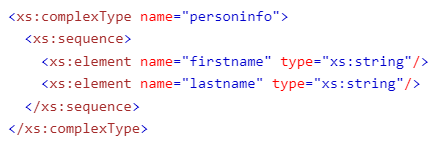 <xs:complexType name="personinfo">
  <xs:sequence>
    <xs:element name="firstname" type="xs:string"/>
    <xs:element name="lastname" type="xs:string"/>
  </xs:sequence>
</xs:complexType>